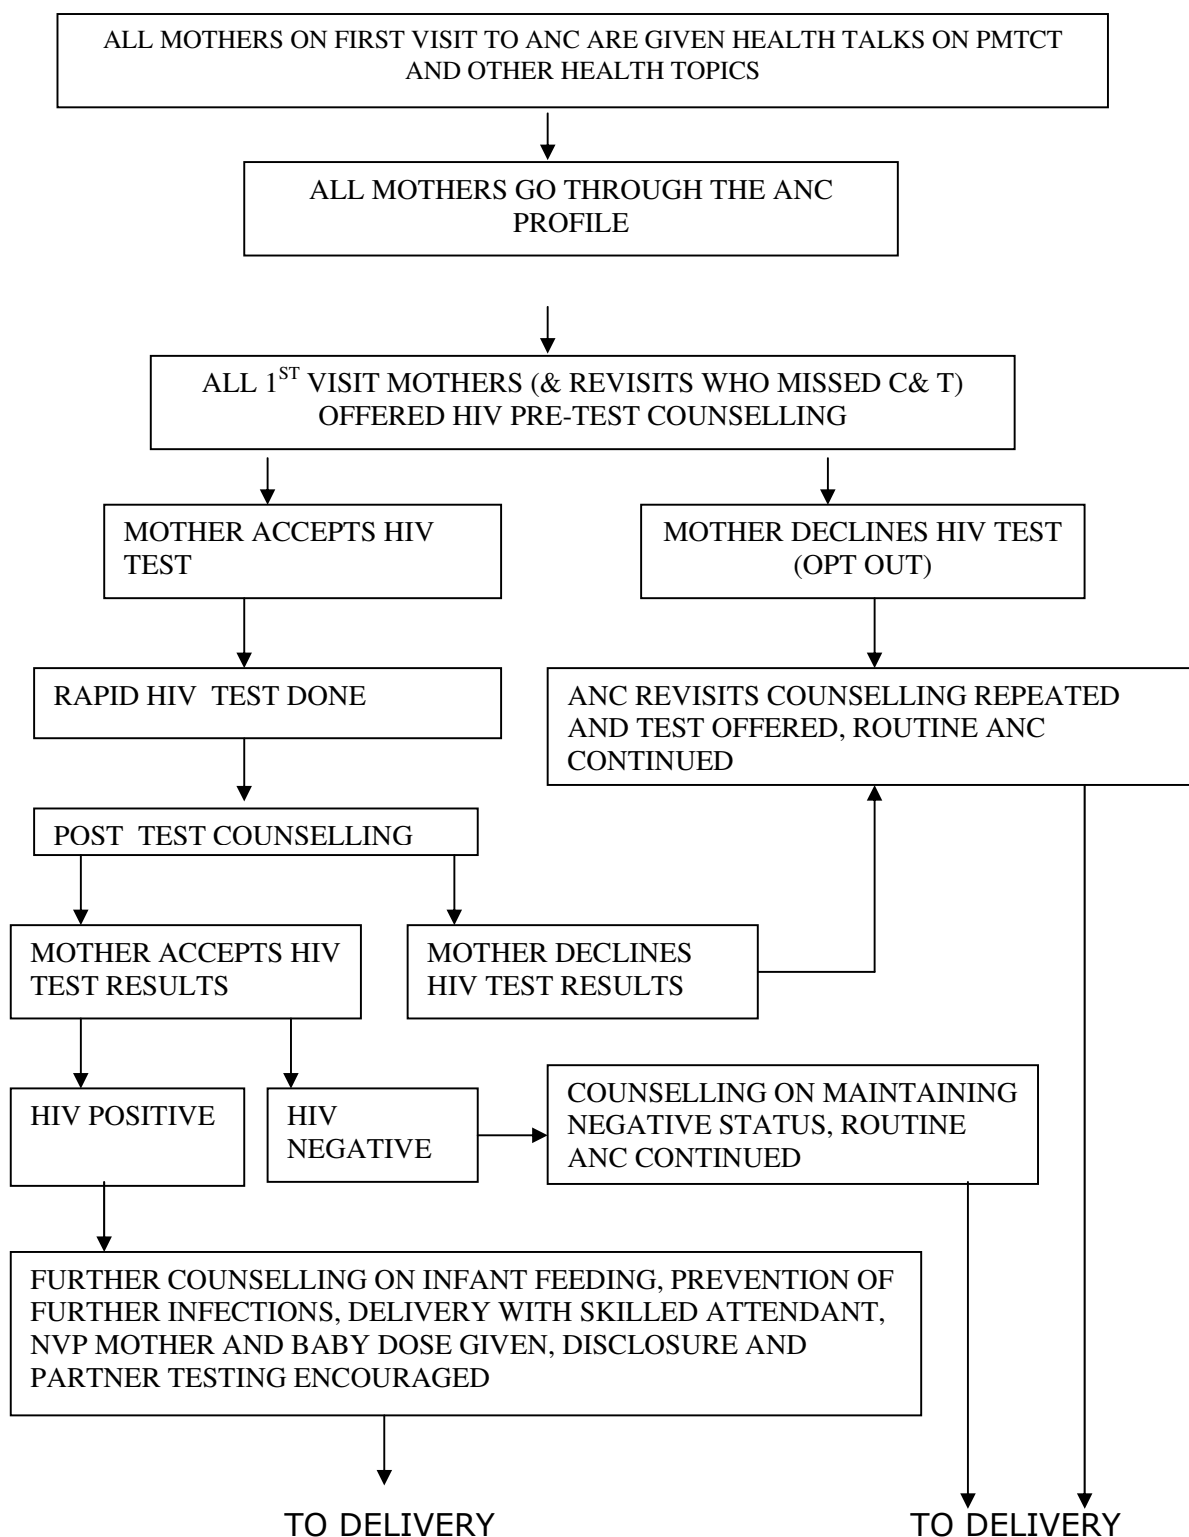 ALL MOTHERS ON FIRST VISIT TO ANC ARE GIVEN HEALTH TALKS ON PMTCT
AND OTHER HEALTH TOPICS
ALL MOTHERS GO THROUGH THE ANC
PROFILE
ALL 1ST VISIT MOTHERS (& REVISITS WHO MISSED C& T)
OFFERED HIV PRE-TEST COUNSELLING
MOTHER ACCEPTS HIV
TEST
MOTHER DECLINES HIV TEST
(OPT OUT)
RAPID HIV  TEST DONE
ANC REVISITS COUNSELLING REPEATED
AND TEST OFFERED, ROUTINE ANC
CONTINUED
POST  TEST COUNSELLING
MOTHER ACCEPTS HIV
TEST RESULTS
MOTHER DECLINES
HIV TEST RESULTS
HIV POSITIVE
HIV
NEGATIVE
COUNSELLING ON MAINTAINING
NEGATIVE STATUS, ROUTINE
ANC CONTINUED
FURTHER COUNSELLING ON INFANT FEEDING, PREVENTION OF
FURTHER INFECTIONS, DELIVERY WITH SKILLED ATTENDANT,
NVP MOTHER AND BABY DOSE GIVEN, DISCLOSURE AND
PARTNER TESTING ENCOURAGED
TO DELIVERY
TO DELIVERY